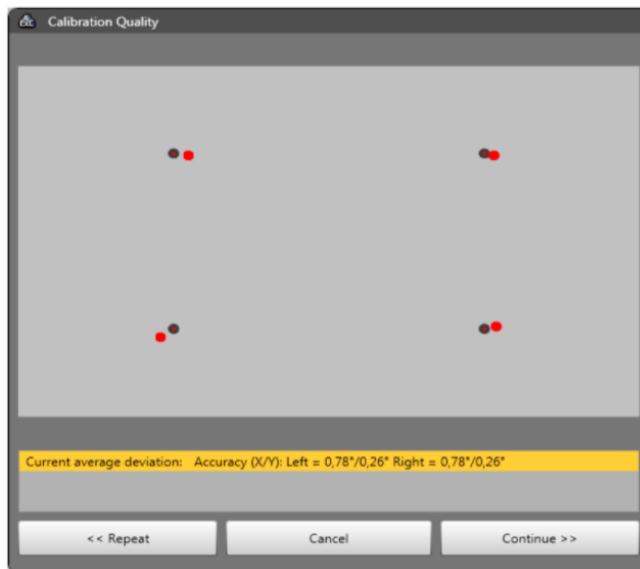 Calibration Quality
Current average deviation: Accuracy (X/Y): Left = 0,78°/0,26° Right = 0,78°/0,26°
<< Repeat
Cancel
Continue >>